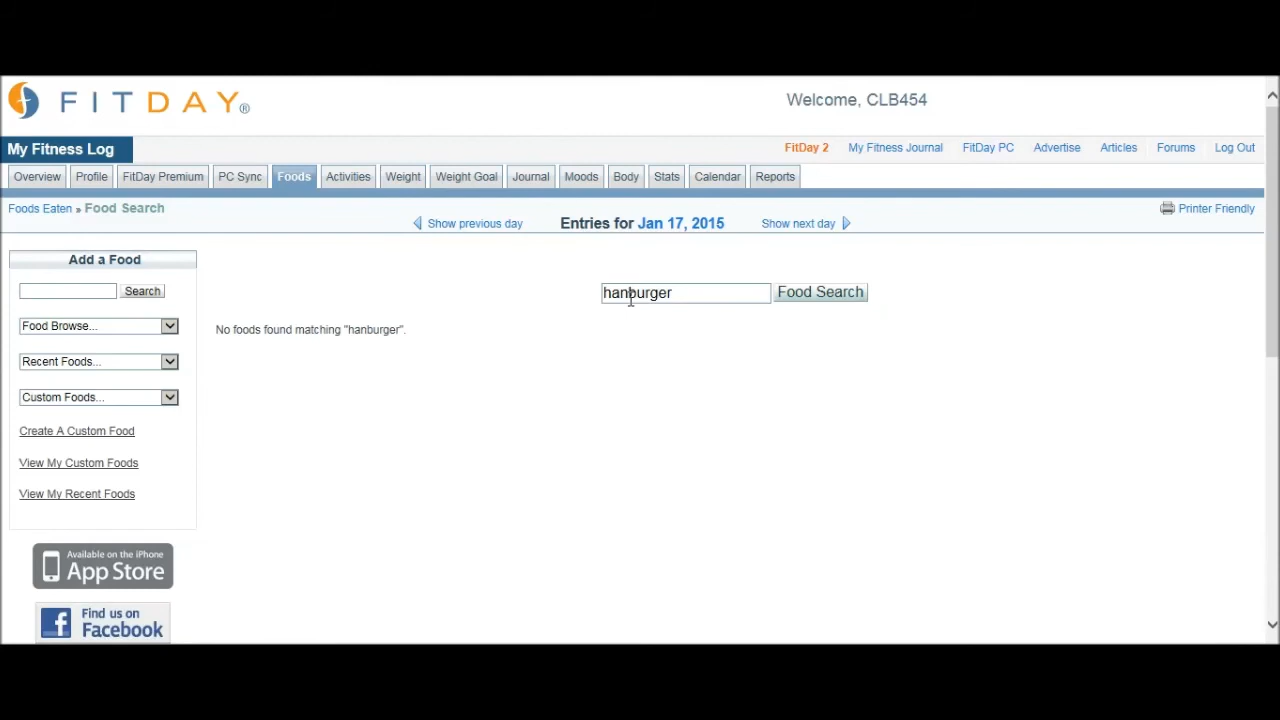 FITDAY®
Welcome, CLB454
My Fitness Log
FitDay 2 My Fitness Journal FitDay PC Advertise Articles Forums Log Out
Overview Profile FitDay Premium PC Sync Foods Activities Weight Weight Goal Journal Moods Body Stats Calendar Reports
Foods Eaten » Food Search
Show previous day Entries for Jan 17, 2015 Show next day
Printer Friendly
Add a Food
Search
Food Browse...
Recent Foods...
Custom Foods...
Create A Custom Food
View My Custom Foods
View My Recent Foods
Available on the iPhone
App Store
Find us on
Facebook
hanburger Food Search
No foods found matching "hanburger".